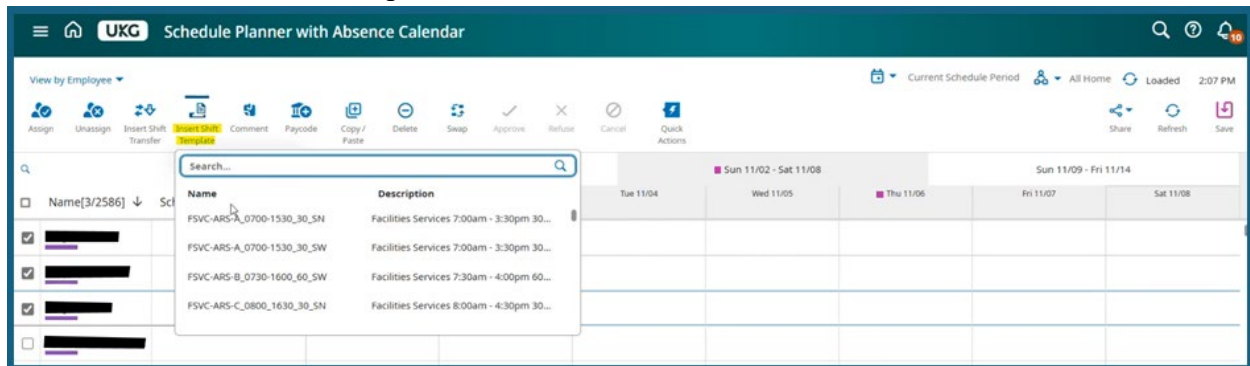 UKG Schedule Planner with Absence Calendar 10
View by Employee Current Schedule Period All Home Loaded 2:07 PM
Assign Unassign Insert Shift Transfer Insert Shift Template Comment Paycode Copy / Paste Delete Swap Approve Refuse Cancel Quick Actions Share Refresh Save
Search...
Sun 11/02 - Sat 11/08 Sun 11/09 - Fri 11/14
Name[3/2586] Sc Tue 11/04 Wed 11/05 Thu 11/06 Fri 11/07 Sat 11/08
Name Description
FSVC-ARS-A_0700-1530_30_SN Facilities Services 7:00am - 3:30pm 30...
FSVC-ARS-A_0700-1530_30_SW Facilities Services 7:00am - 3:30pm 30...
FSVC-ARS-B_0730-1600_60_SW Facilities Services 7:30am - 4:00pm 60...
FSVC-ARS-C_0800_1630_30_SN Facilities Services 8:00am - 4:30pm 30...